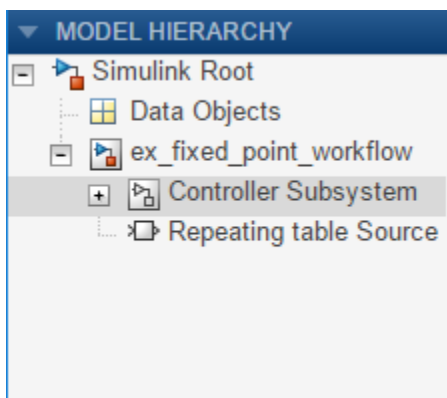 MODEL HIERARCHY
Simulink Root
Data Objects
ex_fixed_point_workflow
Controller Subsystem
Repeating table Source